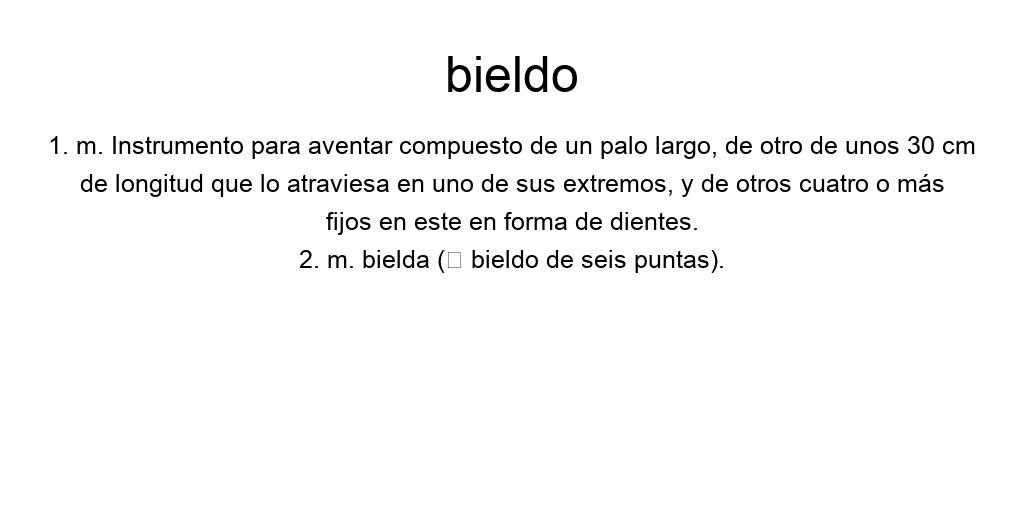 bieldo
1. m. Instrumento para aventar compuesto de un palo largo, de otro de unos 30 cm
de longitud que lo atraviesa en uno de sus extremos, y de otros cuatro o más
fijos en este en forma de dientes.
2. m. bielda (□ bieldo de seis puntas).